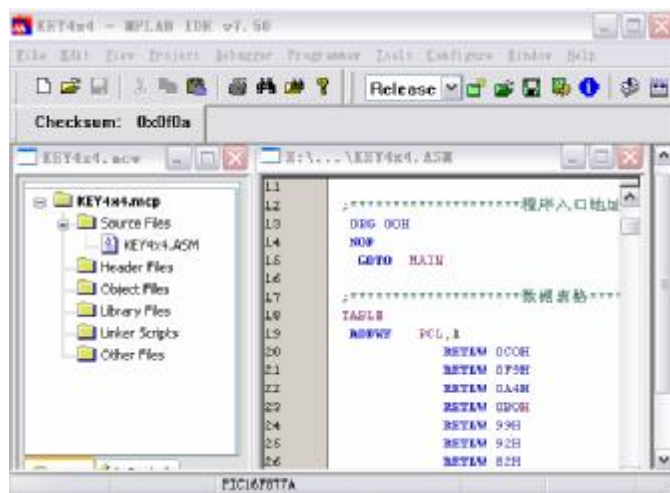 KEY4x4 - MPLAB IDE v7.50
File Edit View Project Debugger Programmer Tools Configure Window Help
Release
Checksum: 0x0f0a
KEY4x4.mcw
E:\...\KEY4x4.ASM
KEY4x4.mcp
Source Files
KEY4x4.ASM
Header Files
Object Files
Library Files
Linker Scripts
Other Files
11
12 ;********************程序入口地址
13 ORG 00H
14 NOP
15 GOTO MAIN
16
17 ;********************数据表格****
18 TABLE
19 ADDWF PCL,1
20 RETLW 0C0H
21 RETLW 0F9H
22 RETLW 0A4H
23 RETLW 0B0H
24 RETLW 99H
25 RETLW 92H
26 RETLW 82H
PIC16F877A